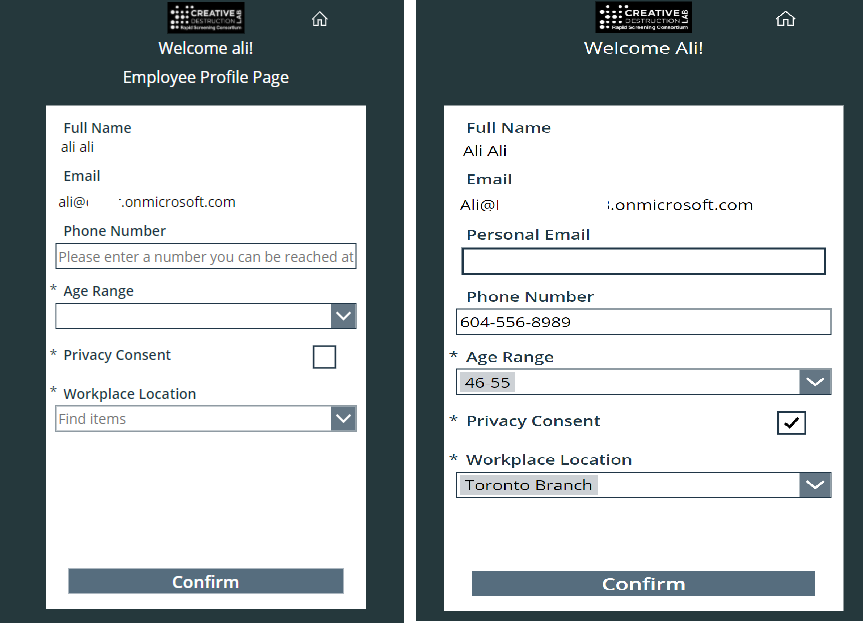 CREATIVE
DESTRUCTION
LAB
Rapid Screening Consortium
Welcome ali!
Employee Profile Page
Full Name
ali ali
Email
ali@ .onmicrosoft.com
Phone Number
Please enter a number you can be reached at
* Age Range
* Privacy Consent
* Workplace Location
Find items
Confirm
CREATIVE
DESTRUCTION
LAB
Rapid Screening Consortium
Welcome Ali!
Full Name
Ali Ali
Email
Ali@ .onmicrosoft.com
Personal Email
Phone Number
604-556-8989
* Age Range
46 55
* Privacy Consent
* Workplace Location
Toronto Branch
Confirm